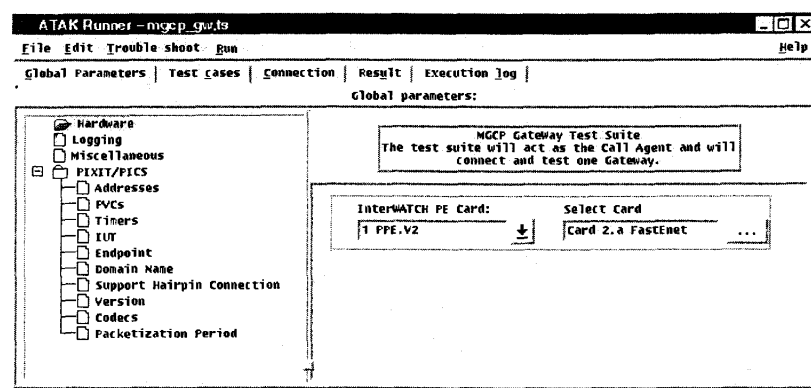 ATAK Runner – mgcp_gw.ts
File Edit Trouble shoot Run Help
Global Parameters | Test cases | Connection | Result | Execution log |
Global parameters:
Hardware
Logging
Miscellaneous
PIXIT/PICS
Addresses
PVCs
Timers
IUT
Endpoint
Domain Name
Support Hairpin Connection
Version
Codecs
Packetization Period
MGCP GateWay Test Suite
The test suite will act as the Call Agent and will
connect and test one Gateway.
InterWATCH PE Card: Select Card
1 PPE.V2 Card 2.a FastEnet ...